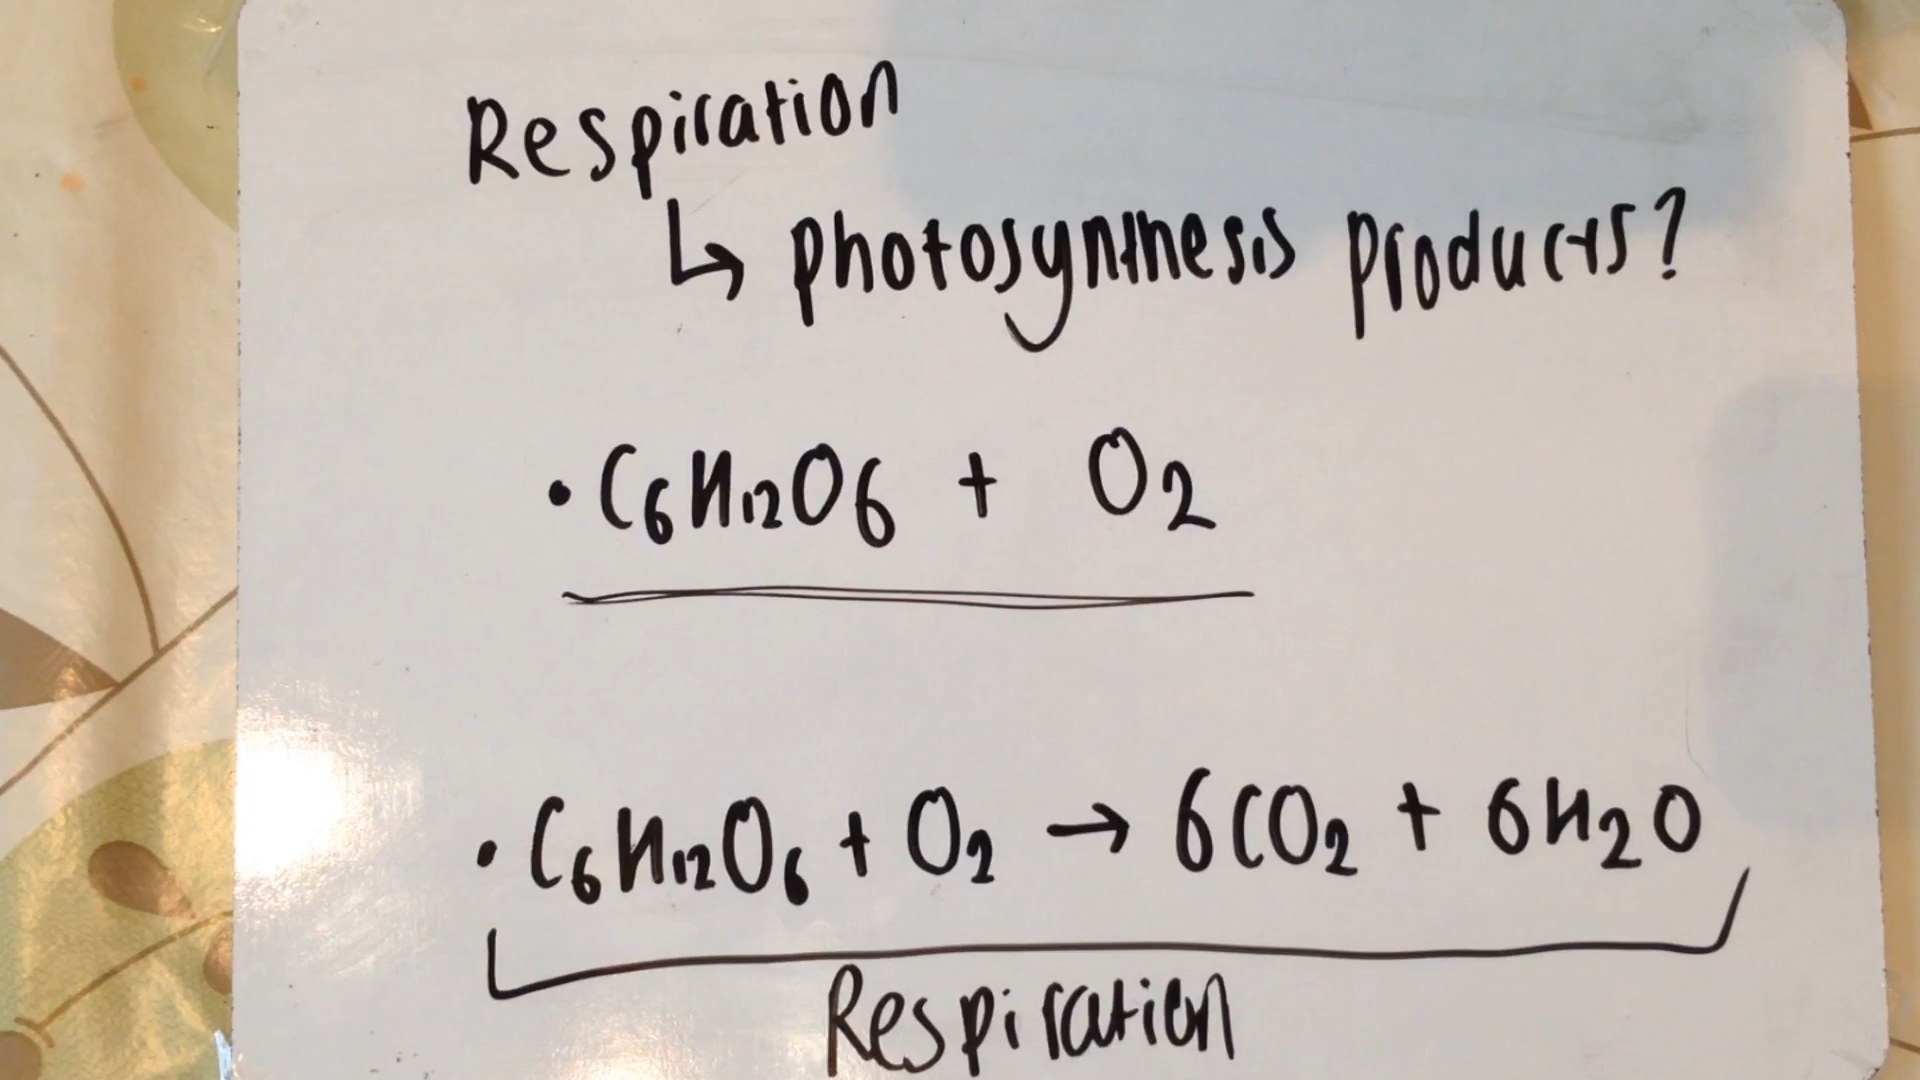 Respiration
↳ photosynthesis products?
• C6H12O6 + O2
• C6H12O6 + O2 → 6CO2 + 6H2O
Respiration